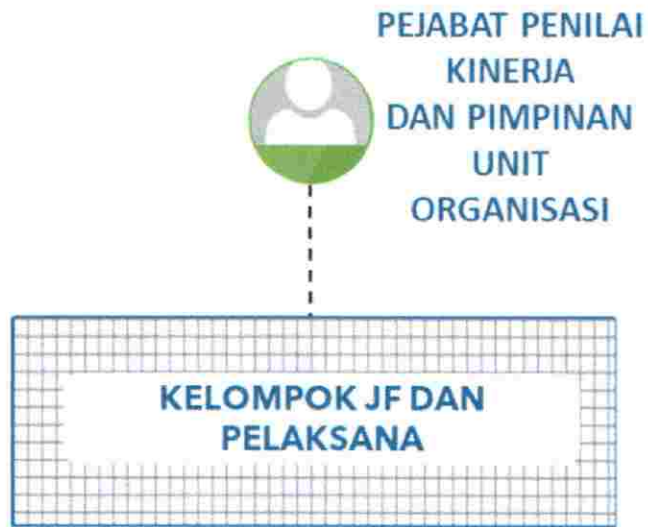 PEJABAT PENILAI
KINERJA
DAN PIMPINAN
UNIT
ORGANISASI
KELOMPOK JF DAN
PELAKSANA